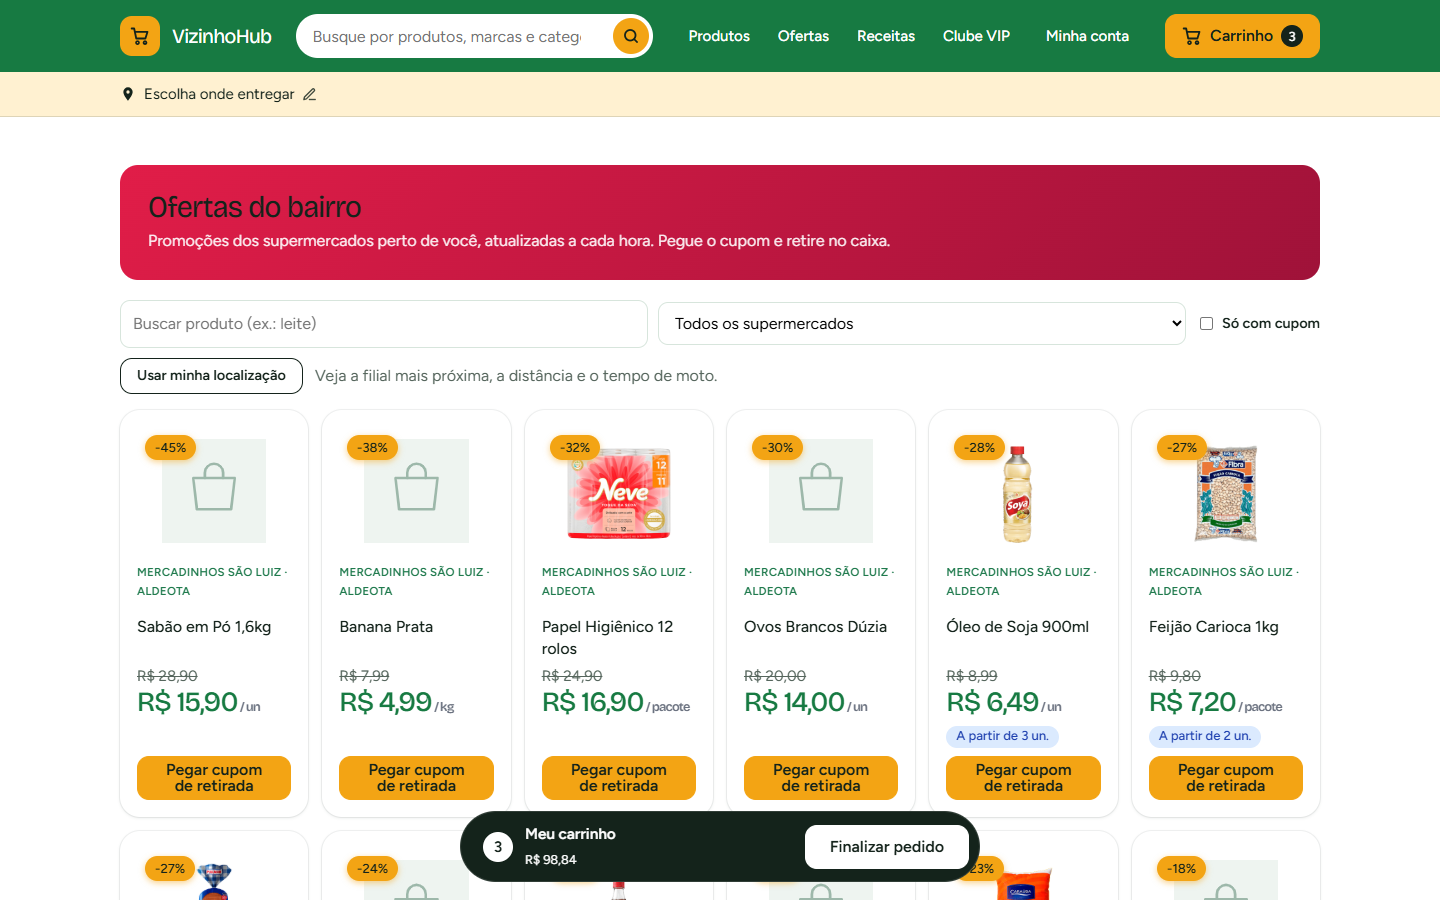 VizinhoHub
Busque por produtos, marcas e categ
Produtos
Ofertas
Receitas
Clube VIP
Minha conta
Carrinho
3
Escolha onde entregar
Ofertas do bairro
Promoções dos supermercados perto de você, atualizadas a cada hora. Pegue o cupom e retire no caixa.
Buscar produto (ex.: leite)
Todos os supermercados
Só com cupom
Usar minha localização
Veja a filial mais próxima, a distância e o tempo de moto.
-45%
MERCADINHOS SÃO LUIZ ·
ALDEOTA
Sabão em Pó 1,6kg
R$ 28,90
R$ 15,90 / un
Pegar cupom
de retirada
-38%
MERCADINHOS SÃO LUIZ ·
ALDEOTA
Banana Prata
R$ 7,99
R$ 4,99 / kg
Pegar cupom
de retirada
-32%
Neve
12
11
MERCADINHOS SÃO LUIZ ·
ALDEOTA
Papel Higiênico 12
rolos
R$ 24,90
R$ 16,90 / pacote
Pegar cupom
de retirada
-30%
MERCADINHOS SÃO LUIZ ·
ALDEOTA
Ovos Brancos Dúzia
R$ 20,00
R$ 14,00 / un
Pegar cupom
de retirada
-28%
Soya
MERCADINHOS SÃO LUIZ ·
ALDEOTA
Óleo de Soja 900ml
R$ 8,99
R$ 6,49 / un
A partir de 3 un.
Pegar cupom
de retirada
-27%
Fibra
MERCADINHOS SÃO LUIZ ·
ALDEOTA
Feijão Carioca 1kg
R$ 9,80
R$ 7,20 / pacote
A partir de 2 un.
Pegar cupom
de retirada
3
Meu carrinho
R$ 98,84
Finalizar pedido
-27%
-24%
23%
-18%